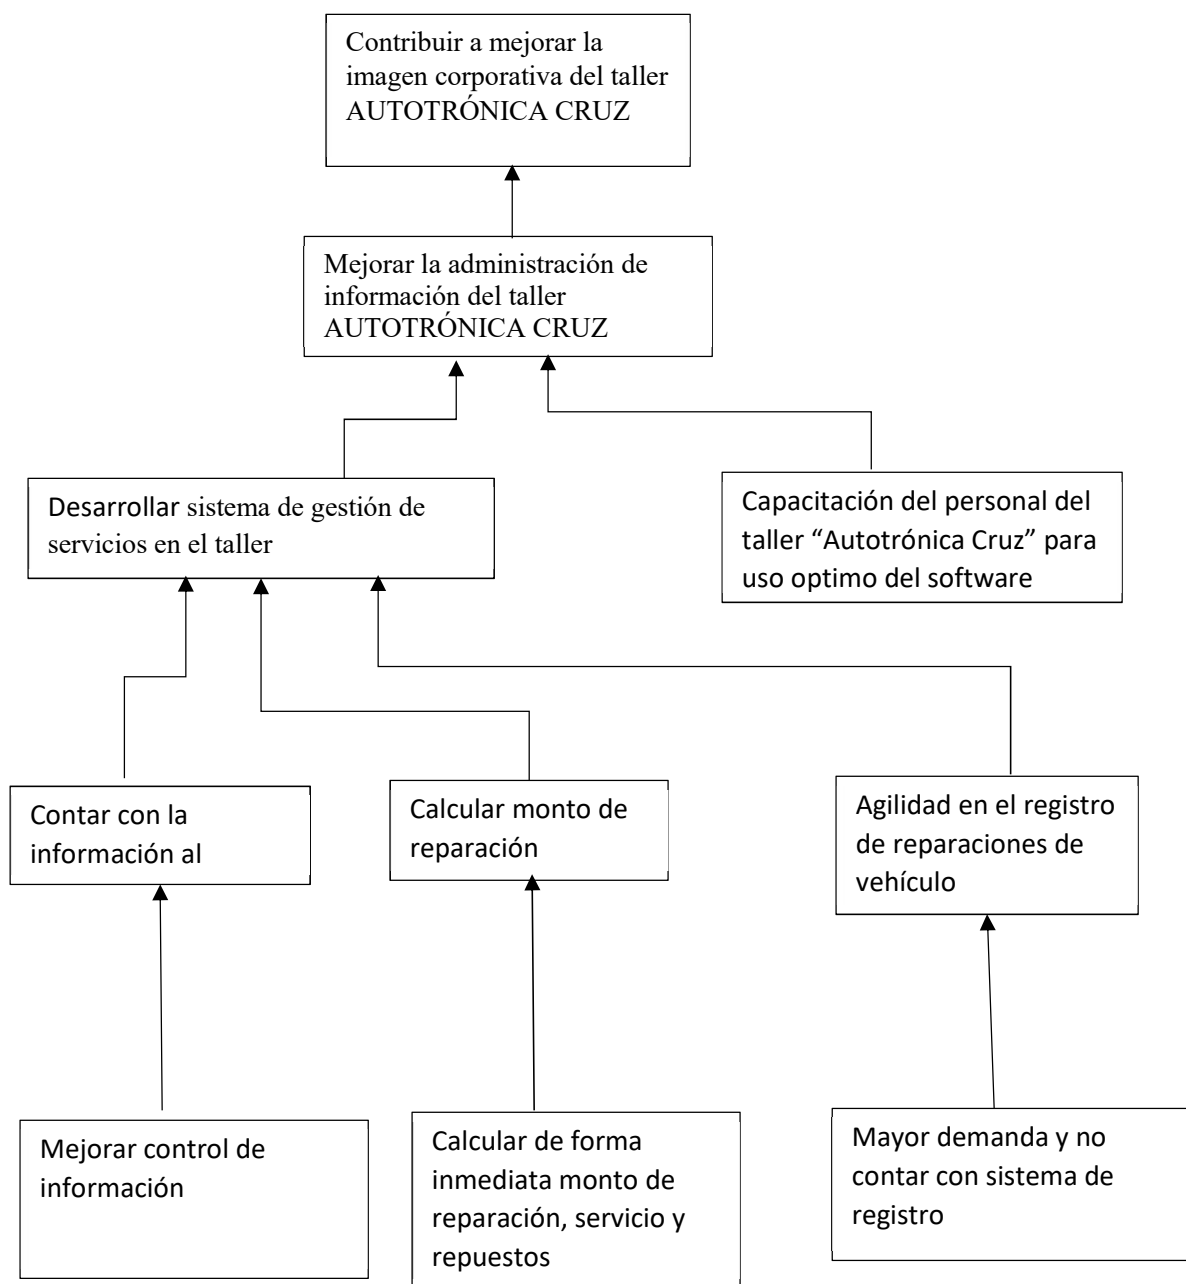 Contribuir a mejorar la
imagen corporativa del taller
AUTOTRÓNICA CRUZ
Mejorar la administración de
información del taller
AUTOTRÓNICA CRUZ
Desarrollar sistema de gestión de
servicios en el taller
Capacitación del personal del
taller “Autotrónica Cruz” para
uso optimo del software
Contar con la
información al
Calcular monto de
reparación
Agilidad en el registro
de reparaciones de
vehículo
Mejorar control de
información
Calcular de forma
inmediata monto de
reparación, servicio y
repuestos
Mayor demanda y no
contar con sistema de
registro